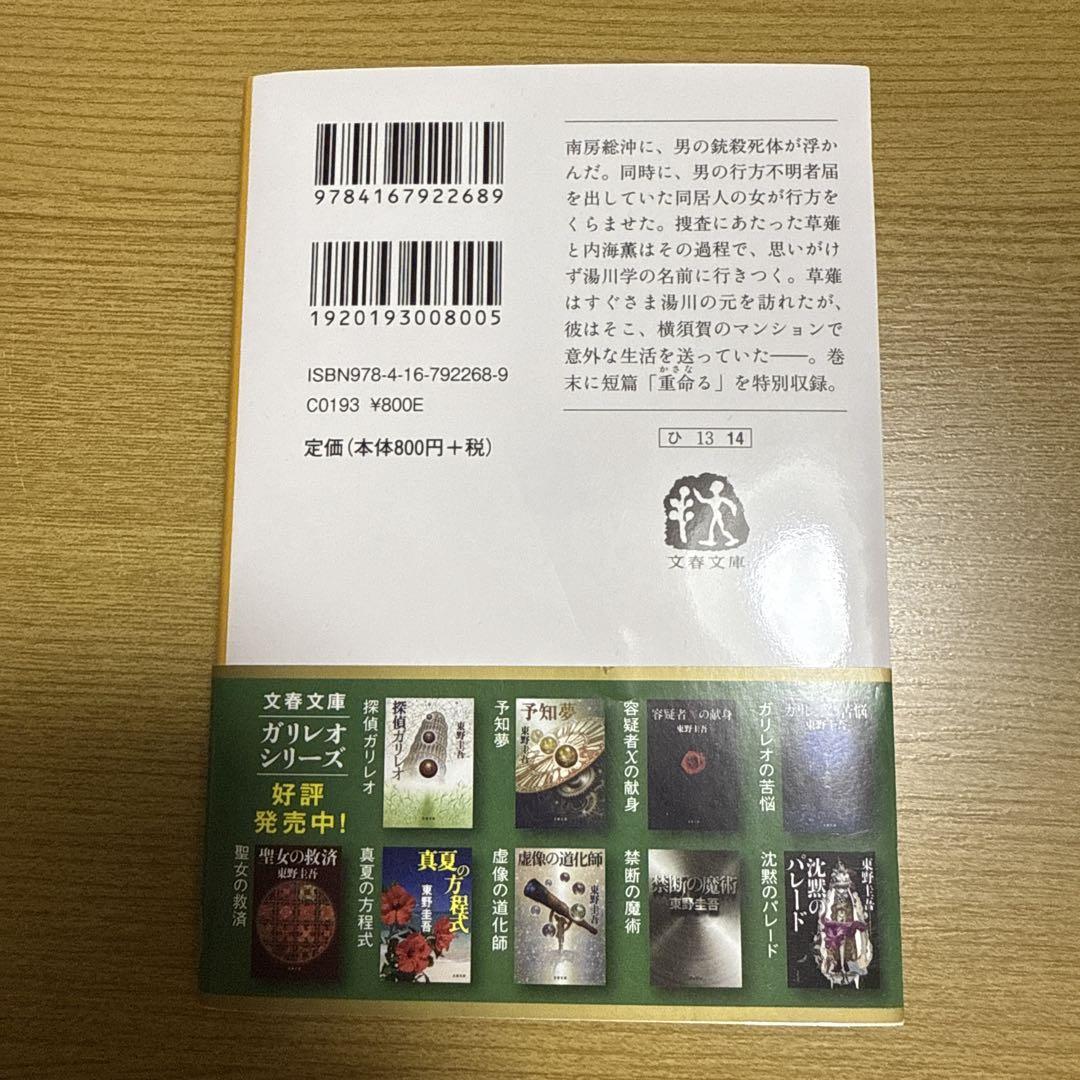 9784167922689
1920193008005
ISBN978-4-16-792268-9
C0193 ¥800E
定価(本体800円+税)
南房総沖に、男の銃殺死体が浮か
んだ。同時に、男の行方不明者届
を出していた同居人の女が行方を
くらませた。捜査にあたった草薙
と内海薫はその過程で、思いがけ
ず湯川学の名前に行きつく。草薙
はすぐさま湯川の元を訪れたが、
彼はそこ、横須賀のマンションで
意外な生活を送っていた――。巻
かさな
末に短篇「重命る」を特別収録。
ひ 13 14
文春文庫
文春文庫
ガリレオ
シリーズ
好評
発売中!
探偵ガリレオ
探偵ガリレオ
東野圭吾
予知夢
予知夢
東野圭吾
容疑者Xの献身
容疑者Xの献身
東野圭吾
ガリレオの苦悩
ガリレオの苦悩
東野圭吾
聖女の救済
聖女の救済
東野圭吾
真夏の方程式
真夏の方程式
東野圭吾
虚像の道化師
虚像の道化師
東野圭吾
禁断の魔術
禁断の魔術
東野圭吾
沈黙のパレード
沈黙の
パレード
東野圭吾